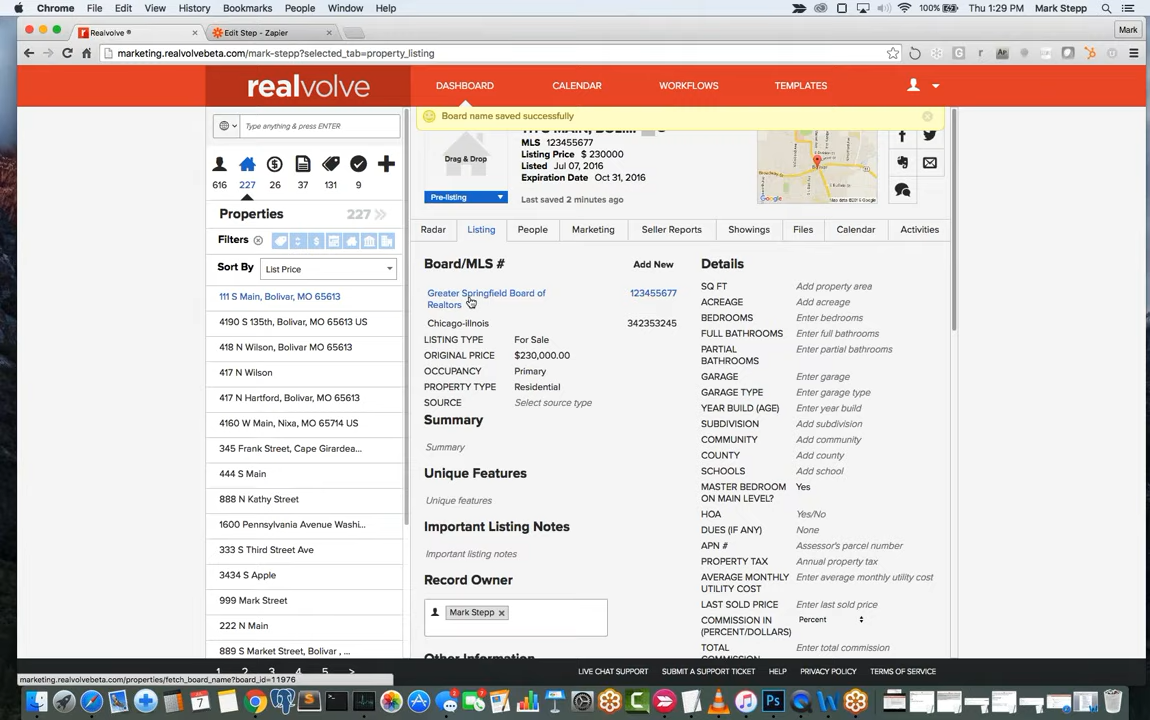 Chrome File Edit View History Bookmarks People Window Help 100% Thu 1:29 PM Mark Stepp
Realvolve ® Edit Step - Zapier Mark
marketing.realvolvebeta.com/mark-stepp?selected_tab=property_listing
realvolve DASHBOARD CALENDAR WORKFLOWS TEMPLATES
Board name saved successfully
Type anything & press ENTER
MLS 123455677
Listing Price $ 230000
Listed Jul 07, 2016
Expiration Date Oct 31, 2016
Drag & Drop
Pre-listing
Last saved 2 minutes ago
616 227 26 37 131 9
Properties 227
Filters
Sort By List Price
111 S Main, Bolivar, MO 65613
4190 S 135th, Bolivar, MO 65613 US
418 N Wilson, Bolivar, MO 65613
417 N Wilson
417 N Hartford, Bolivar, MO 65613
4160 W Main, Nixa, MO 65714 US
345 Frank Street, Cape Girardea...
444 S Main
888 N Kathy Street
1600 Pennsylvania Avenue Washi...
333 S Third Street Ave
3434 S Apple
999 Mark Street
222 N Main
889 S Market Street, Bolivar , ...
1 2 3 4 5 >
Radar Listing People Marketing Seller Reports Showings Files Calendar Activities
Board/MLS # Add New
Greater Springfield Board of
Realtors 123455677
Chicago-illinois 342353245
LISTING TYPE For Sale
ORIGINAL PRICE $230,000.00
OCCUPANCY Primary
PROPERTY TYPE Residential
SOURCE Select source type
Summary
Summary
Unique Features
Unique features
Important Listing Notes
Important listing notes
Record Owner
Mark Stepp x
Other Information
Details
SQ FT Add property area
ACREAGE Add acreage
BEDROOMS Enter bedrooms
FULL BATHROOMS Enter full bathrooms
PARTIAL
BATHROOMS Enter partial bathrooms
GARAGE Enter garage
GARAGE TYPE Enter garage type
YEAR BUILD (AGE) Enter year build
SUBDIVISION Add subdivision
COMMUNITY Add community
COUNTY Add county
SCHOOLS Add school
MASTER BEDROOM
ON MAIN LEVEL? Yes
HOA Yes/No
DUES (IF ANY) None
APN # Assessor's parcel number
PROPERTY TAX Annual property tax
AVERAGE MONTHLY
UTILITY COST Enter average monthly utility cost
LAST SOLD PRICE Enter last sold price
COMMISSION IN
(PERCENT/DOLLARS) Percent
TOTAL Enter total commission
LIVE CHAT SUPPORT SUBMIT A SUPPORT TICKET HELP PRIVACY POLICY TERMS OF SERVICE
marketing.realvolvebeta.com/properties/fetch_board_name?board_id=11976